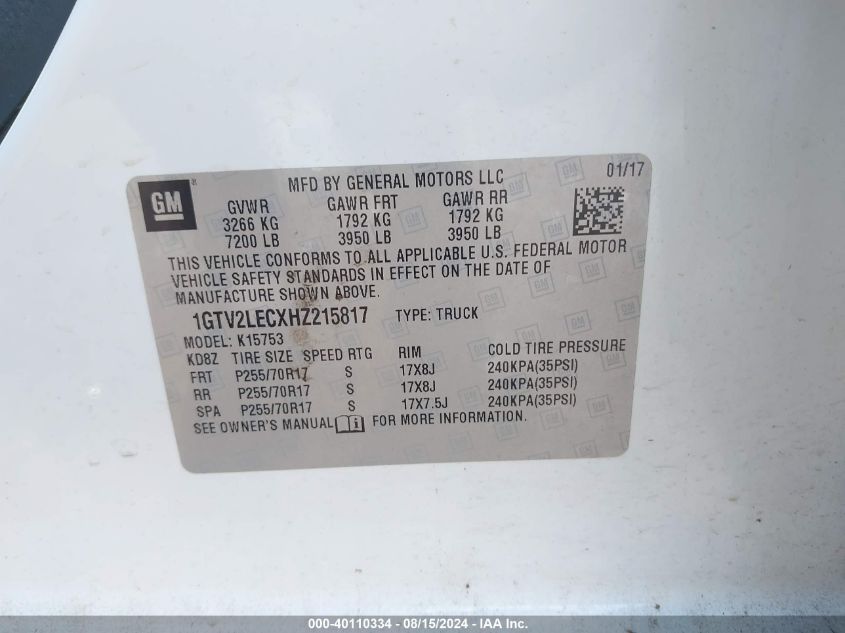 GM ® MFD BY GENERAL MOTORS LLC 01/17
GVWR GAWR FRT GAWR RR
3266 KG 1792 KG 1792 KG
7200 LB 3950 LB 3950 LB
THIS VEHICLE CONFORMS TO ALL APPLICABLE U.S. FEDERAL MOTOR
VEHICLE SAFETY STANDARDS IN EFFECT ON THE DATE OF
MANUFACTURE SHOWN ABOVE.
1GTV2LECXHZ215817 TYPE: TRUCK
MODEL: K15753
KD8Z TIRE SIZE SPEED RTG RIM COLD TIRE PRESSURE
FRT P255/70R17 S 17X8J 240KPA(35PSI)
RR P255/70R17 S 17X8J 240KPA(35PSI)
SPA P255/70R17 S 17X7.5J 240KPA(35PSI)
SEE OWNER'S MANUAL FOR MORE INFORMATION.
000-40110334 - 08/15/2024 - IAA Inc.